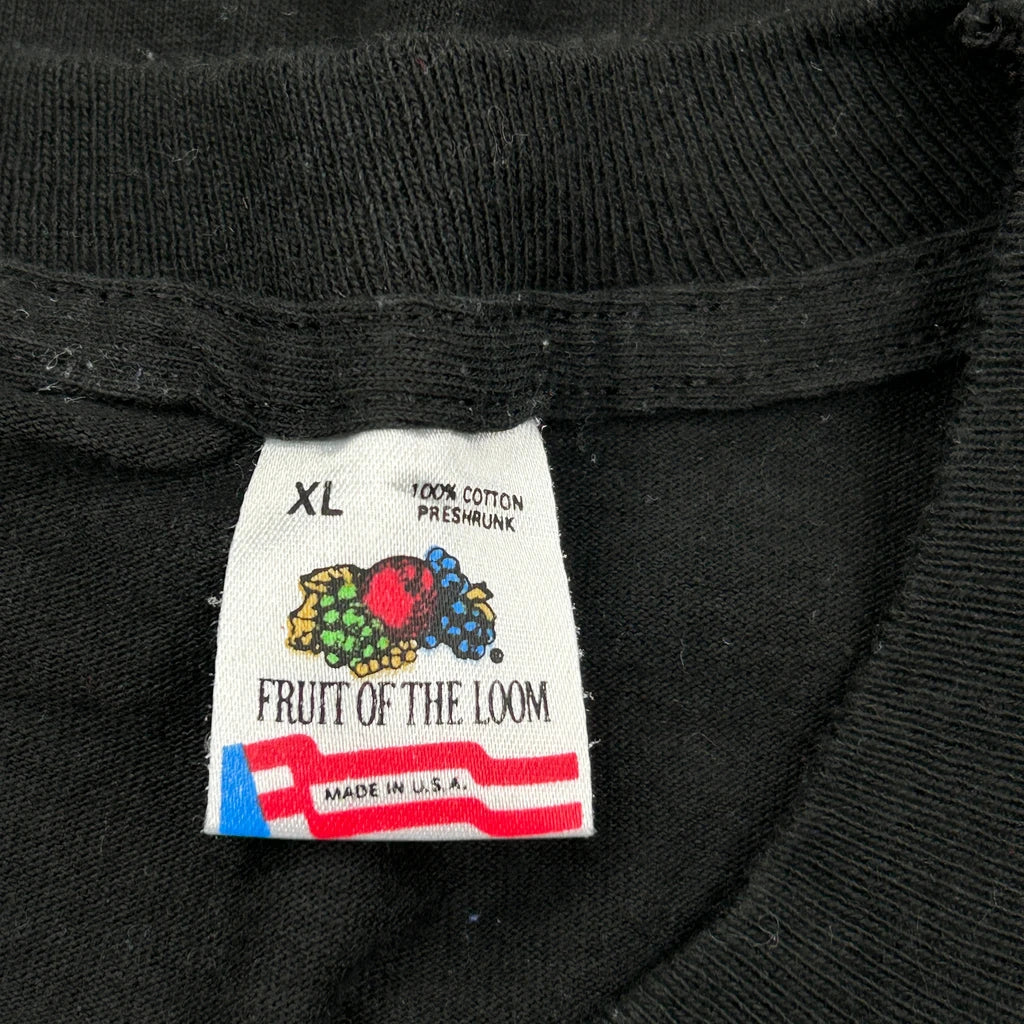 XL
100% COTTON
PRESHRUNK
FRUIT OF THE LOOM
MADE IN U.S.A.